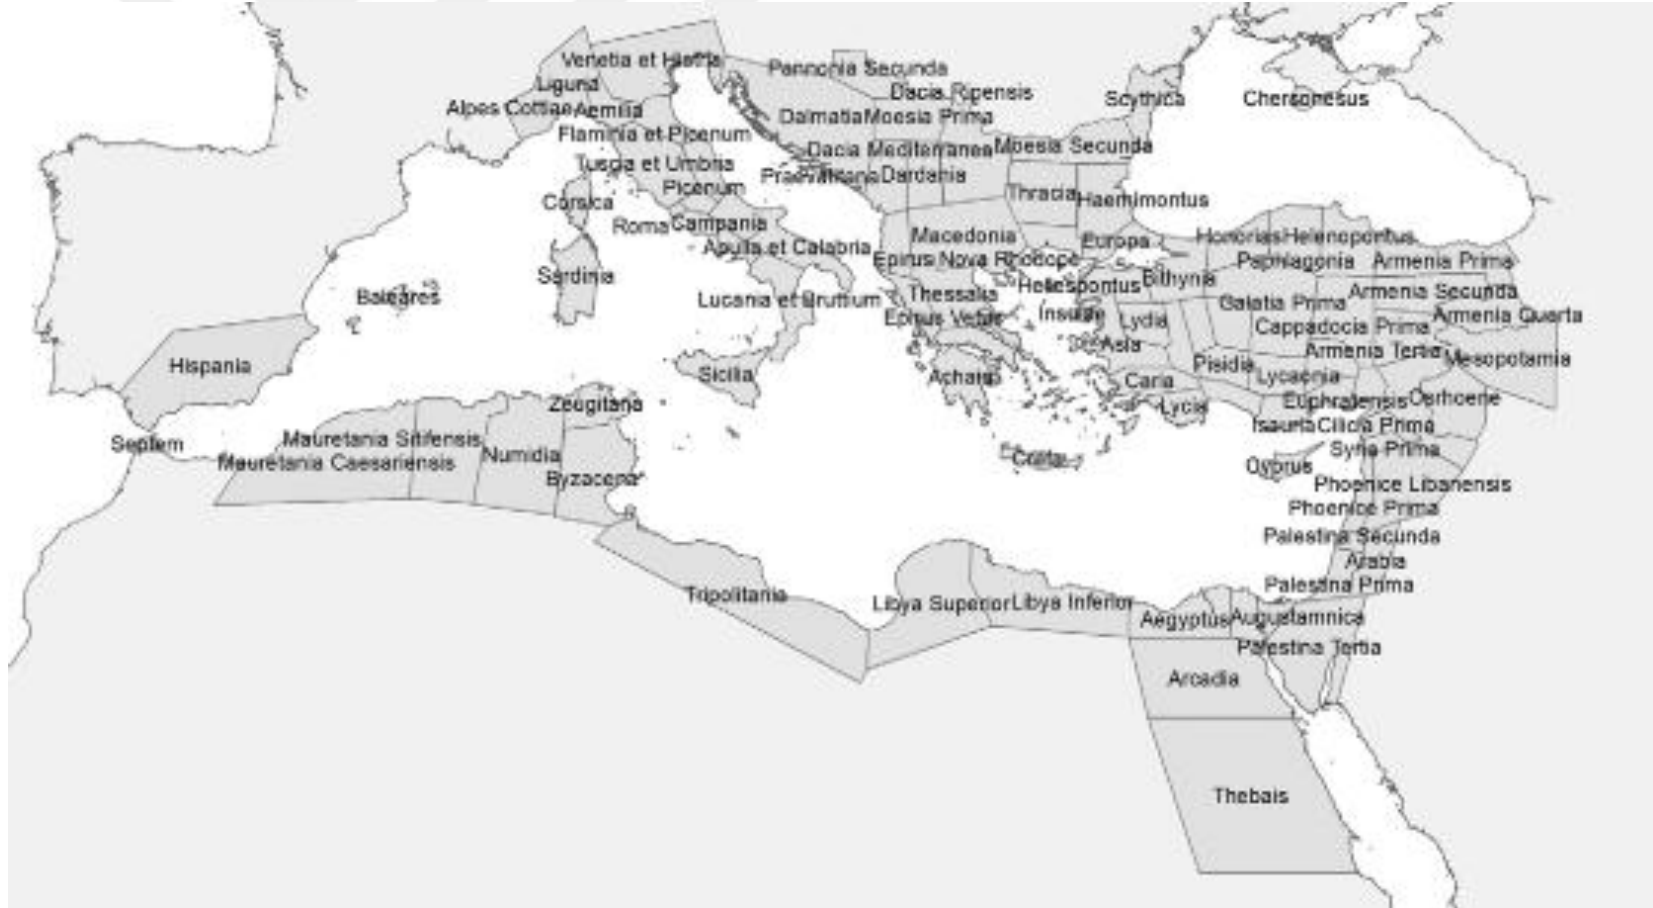 Venetia et Histria
Pannonia Secunda
Liguria
Dacia Ripensis
Scythica
Chersonesus
Alpes Cottiae
Aemilia
Dalmatia
Moesia Prima
Flaminia et Picenum
Dacia Mediterranea
Moesia Secunda
Tuscia et Umbria
Praevalitana
Dardania
Picenum
Thracia
Haemimontus
Corsica
Roma
Campania
Macedonia
Europa
Honorias
Helenopontus
Apulia et Calabria
Epirus Nova
Rhodope
Paphlagonia
Armenia Prima
Sardinia
Hellespontus
Bithynia
Baleares
Lucania et Bruttium
Thessalia
Galatia Prima
Armenia Secunda
Epirus Vetus
Insulae
Lydia
Cappadocia Prima
Armenia Quarta
Asia
Armenia Tertia
Mesopotamia
Hispania
Sicilia
Achaia
Caria
Pisidia
Lycaonia
Zeugitana
Lycia
Euphratensis
Osrhoene
Septem
Mauretania Sitifensis
Isauria
Cilicia Prima
Mauretania Caesariensis
Numidia
Creta
Cyprus
Syria Prima
Byzacena
Phoenice Libanensis
Phoenice Prima
Palestina Secunda
Arabia
Palestina Prima
Tripolitania
Libya Superior
Libya Inferior
Aegyptus
Augustamnica
Palestina Tertia
Arcadia
Thebais